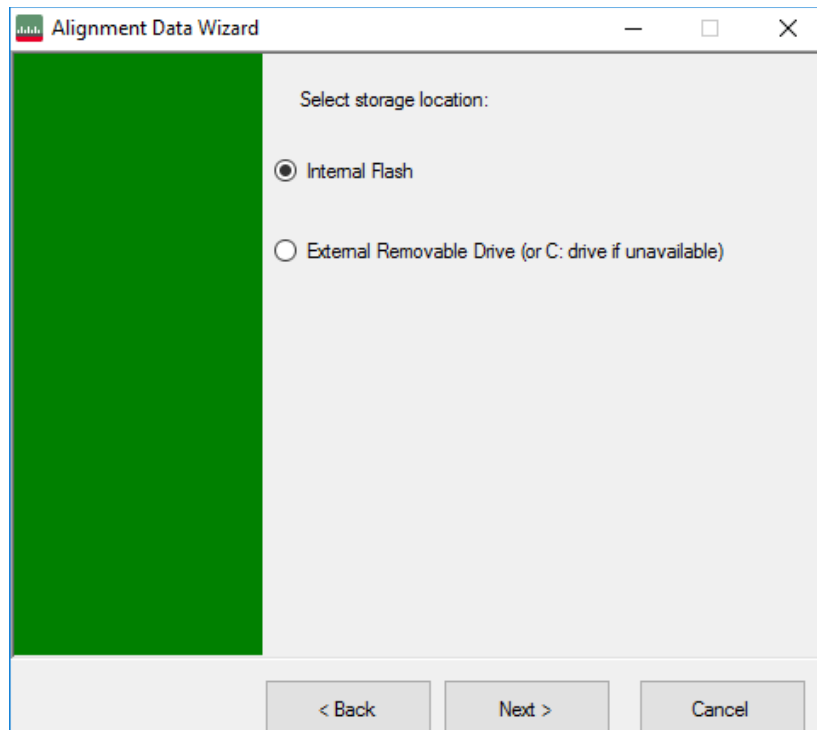 Alignment Data Wizard
Select storage location:
Internal Flash
External Removable Drive (or C: drive if unavailable)
< Back
Next >
Cancel